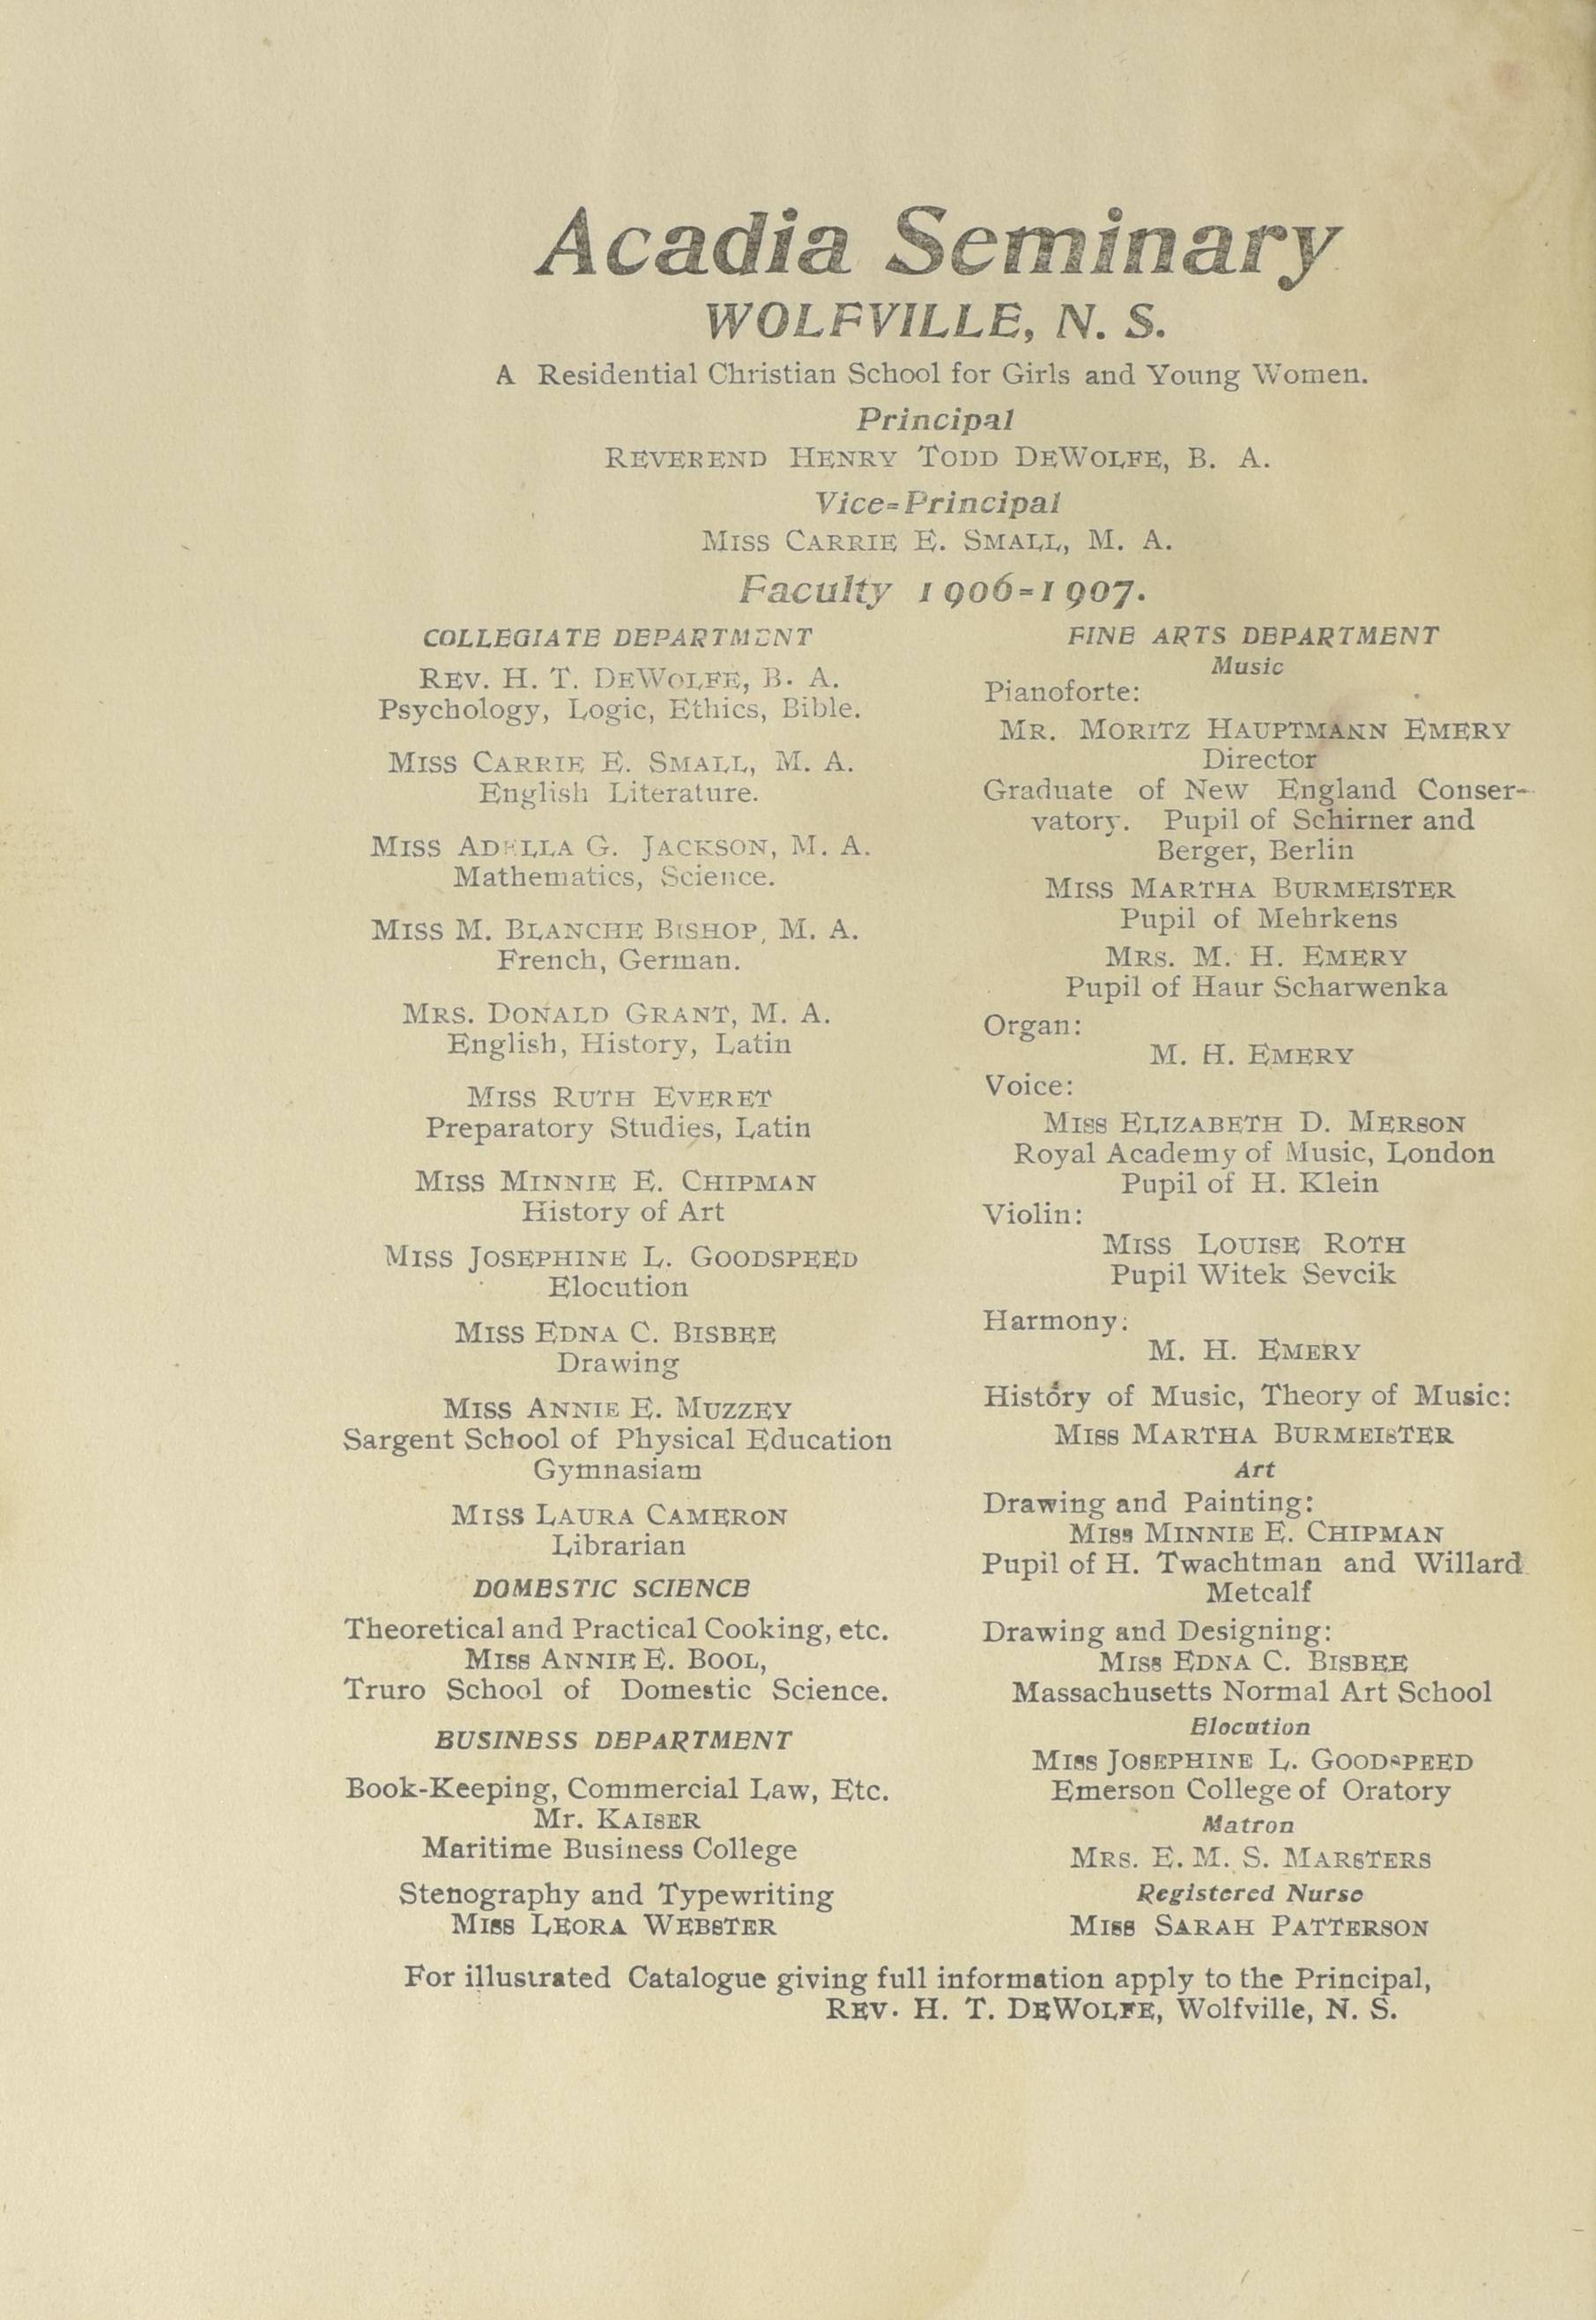 Acadia Seminary
WOLFVILLE, N. S.
A Residential Christian School for Girls and Young Women.
Principal
REVEREND HENRY TODD DEWOLFE, B. A.
Vice=Principal
MISS CARRIE E. SMALL, M. A.
Faculty 1906=1907.
COLLEGIATE DEPARTMENT
REV. H. T. DEWOLFE, B. A.
Psychology, Logic, Ethics, Bible.
MISS CARRIE E. SMALL, M. A.
English Literature.
MISS ADELLA G. JACKSON, M. A.
Mathematics, Science.
MISS M. BLANCHE BISHOP, M. A.
French, German.
MRS. DONALD GRANT, M. A.
English, History, Latin
MISS RUTH EVERET
Preparatory Studies, Latin
MISS MINNIE E. CHIPMAN
History of Art
MISS JOSEPHINE L. GOODSPEED
Elocution
MISS EDNA C. BISBEE
Drawing
MISS ANNIE E. MUZZEY
Sargent School of Physical Education
Gymnasiam
MISS LAURA CAMERON
Librarian
DOMESTIC SCIENCE
Theoretical and Practical Cooking, etc.
MISS ANNIE E. BOOL,
Truro School of Domestic Science.
BUSINESS DEPARTMENT
Book-Keeping, Commercial Law, Etc.
Mr. KAISER
Maritime Business College
Stenography and Typewriting
MISS LEORA WEBSTER
FINE ARTS DEPARTMENT
Music
Pianoforte:
MR. MORITZ HAUPTMANN EMERY
Director
Graduate of New England Conser-
vatory. Pupil of Schirner and
Berger, Berlin
MISS MARTHA BURMEISTER
Pupil of Mehrkens
MRS. M. H. EMERY
Pupil of Haur Scharwenka
Organ:
M. H. EMERY
Voice:
MISS ELIZABETH D. MERSON
Royal Academy of Music, London
Pupil of H. Klein
Violin:
MISS LOUISE ROTH
Pupil Witek Sevcik
Harmony:
M. H. EMERY
History of Music, Theory of Music:
MISS MARTHA BURMEISTER
Art
Drawing and Painting:
MISS MINNIE E. CHIPMAN
Pupil of H. Twachtman and Willard
Metcalf
Drawing and Designing:
MISS EDNA C. BISBEE
Massachusetts Normal Art School
Elocution
MISS JOSEPHINE L. GOODSPEED
Emerson College of Oratory
Matron
MRS. E. M. S. MARSTERS
Registered Nurse
MISS SARAH PATTERSON
For illustrated Catalogue giving full information apply to the Principal,
REV. H. T. DEWOLFE, Wolfville, N. S.